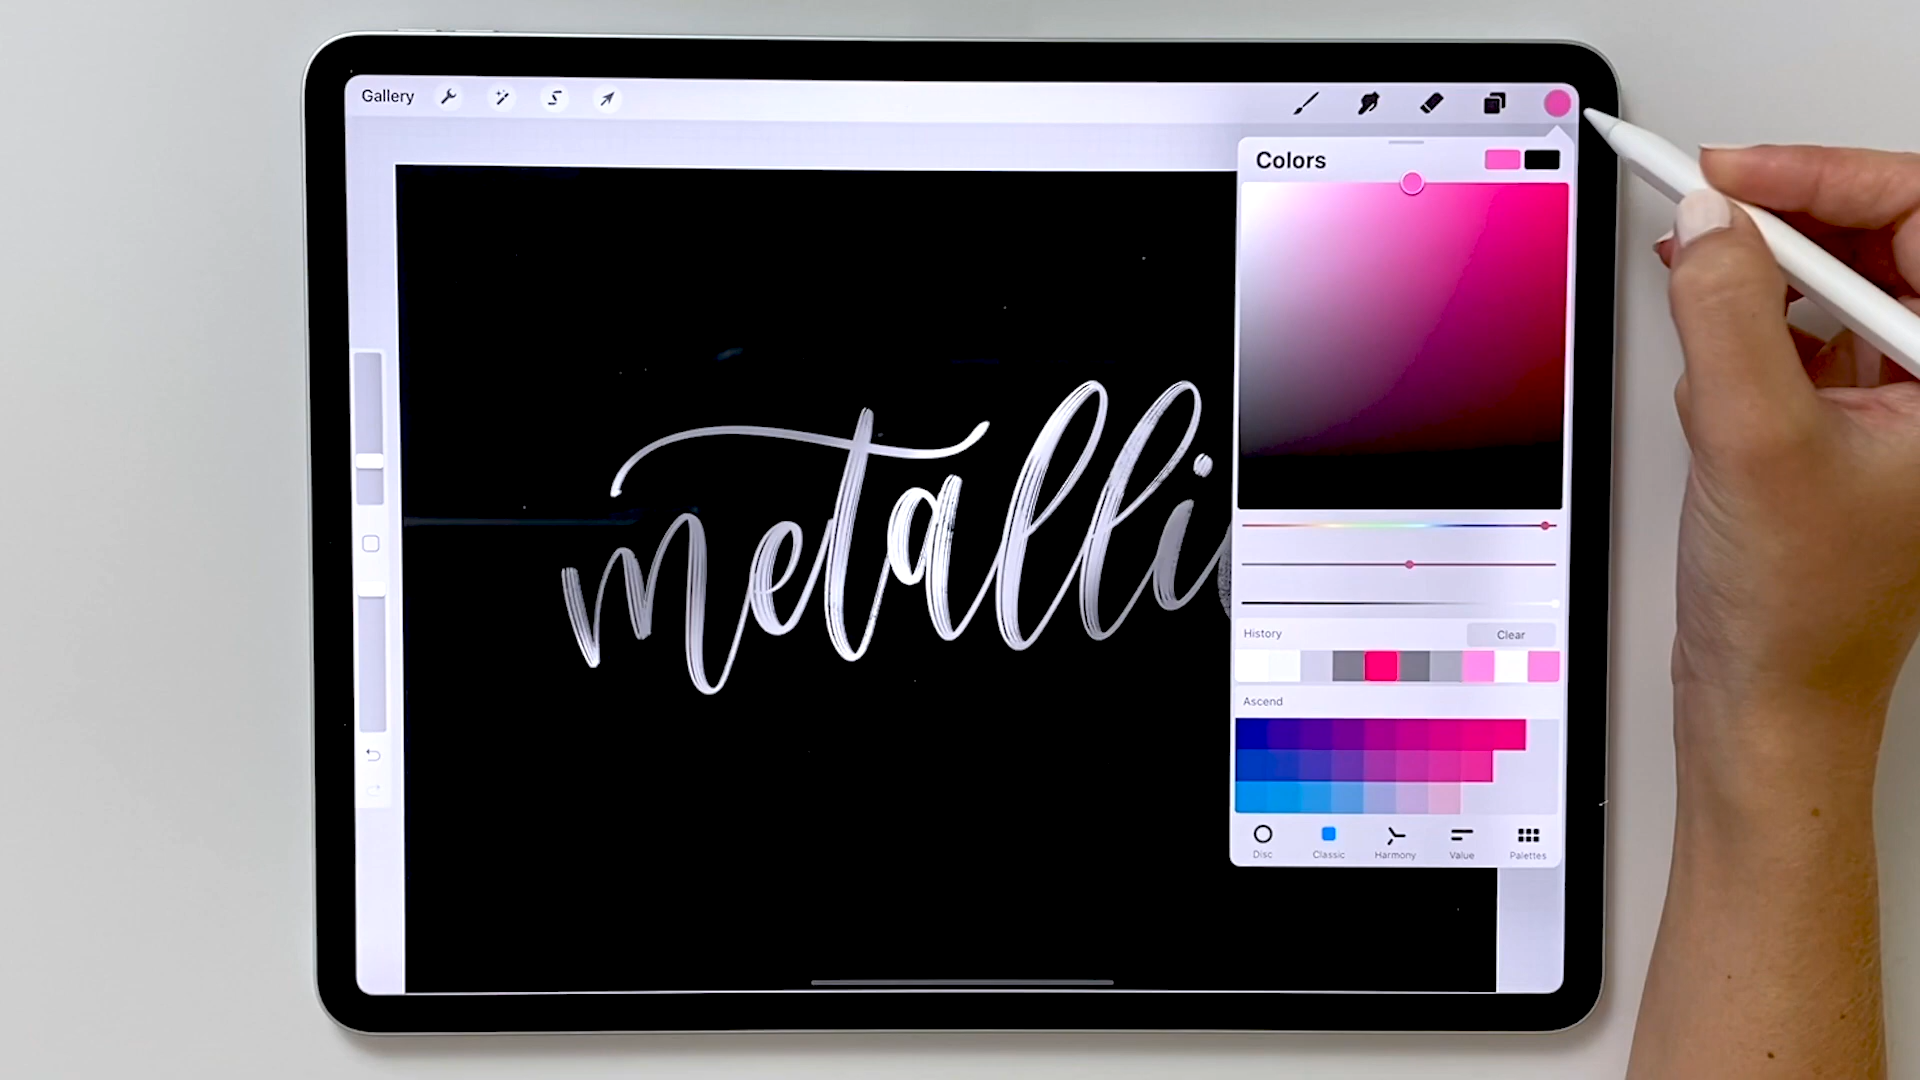 Gallery
Colors
metalli
History
Clear
Ascend
Disc
Classic
Harmony
Value
Palettes